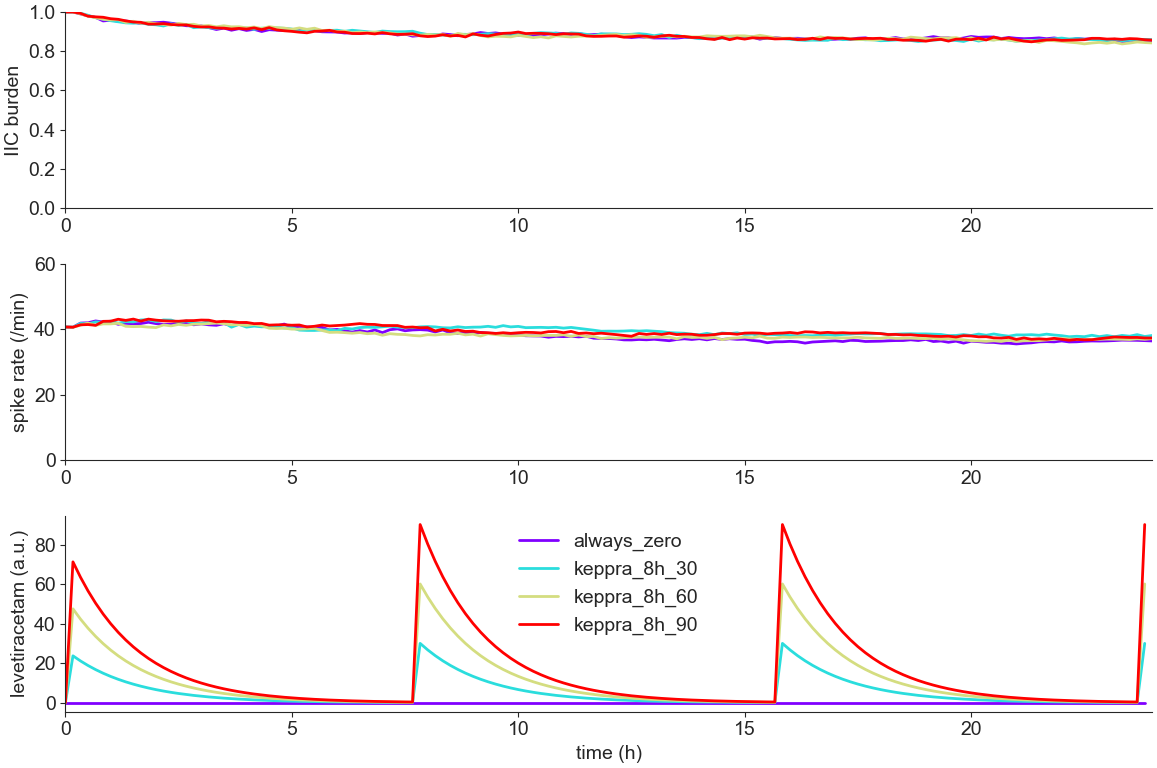 1.0
0.8
0.6
0.4
0.2
0.0
IIC burden
0 5 10 15 20
60
40
20
0
spike rate (/min)
0 5 10 15 20
80
60
40
20
0
levetiracetam (a.u.)
always_zero
keppra_8h_30
keppra_8h_60
keppra_8h_90
0 5 10 15 20
time (h)